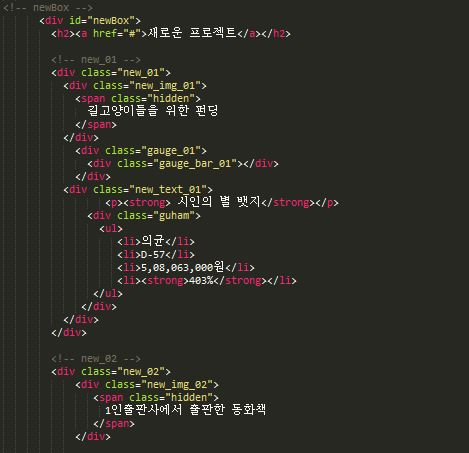 <!-- newBox -->
<div id="newBox">
<h2><a href="#">새로운 프로젝트</a></h2>
<!-- new_01 -->
<div class="new_01">
<div class="new_img_01">
<span class="hidden">
길고양이들을 위한 펀딩
</span>
</div>
<div class="gauge_01">
<div class="gauge_bar_01"></div>
</div>
<div class="new_text_01">
<p><strong> 시인의 별 뱃지</strong></p>
<div class="guham">
<ul>
<li>의균</li>
<li>D-57</li>
<li>5,08,063,000원</li>
<li><strong>403%</strong></li>
</ul>
</div>
</div>
</div>
<!-- new_02 -->
<div class="new_02">
<div class="new_img_02">
<span class="hidden">
1인출판사에서 출판한 동화책
</span>
</div>